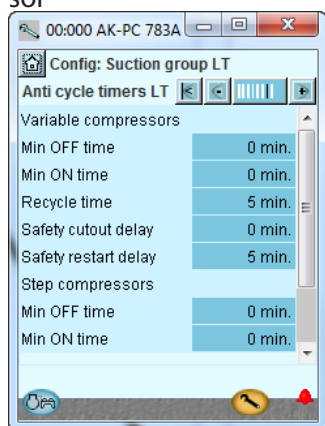 00:000 AK-PC 783A
Config: Suction group LT
Anti cycle timers LT
Variable compressors
Min OFF time 0 min.
Min ON time 0 min.
Recycle time 5 min.
Safety cutout delay 0 min.
Safety restart delay 5 min.
Step compressors
Min OFF time 0 min.
Min ON time 0 min.